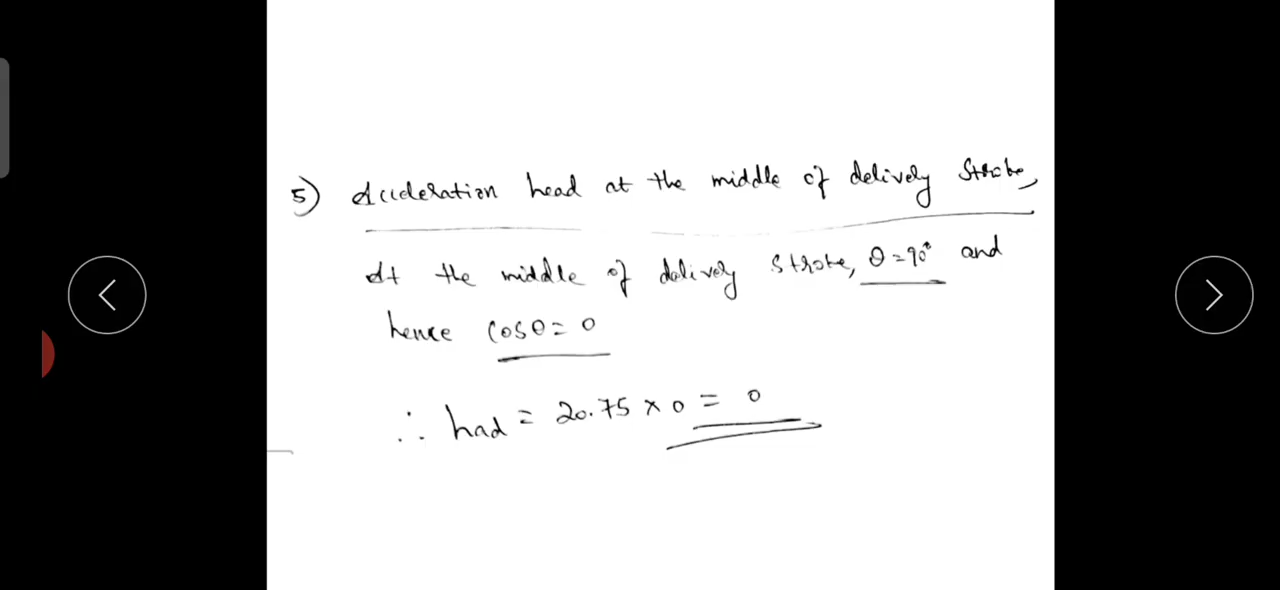 5) Acceleration head at the middle of delivery stroke,
At the middle of delivery stroke, θ = 90° and
hence cosθ = 0
∴ had = 20.75 × 0 = 0